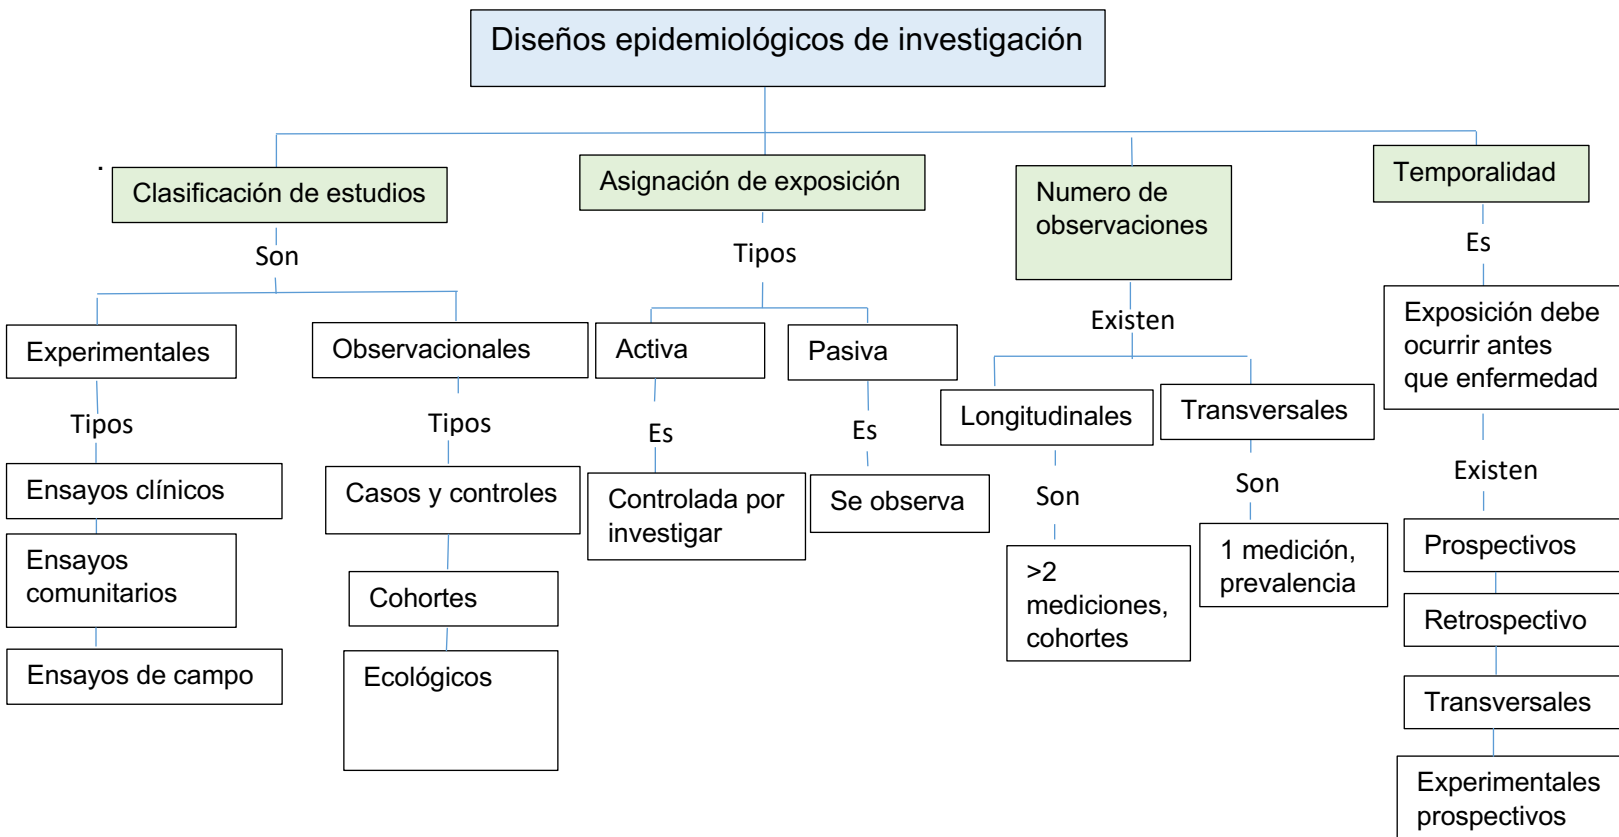 Diseños epidemiológicos de investigación
.
Clasificación de estudios
Son
Experimentales
Tipos
Ensayos clínicos
Ensayos
comunitarios
Ensayos de campo
Observacionales
Tipos
Casos y controles
Cohortes
Ecológicos
Asignación de exposición
Tipos
Activa
Es
Controlada por
investigar
Pasiva
Es
Se observa
Numero de
observaciones
Existen
Longitudinales
Son
>2
mediciones,
cohortes
Transversales
Son
1 medición,
prevalencia
Temporalidad
Es
Exposición debe
ocurrir antes
que enfermedad
Existen
Prospectivos
Retrospectivo
Transversales
Experimentales
prospectivos